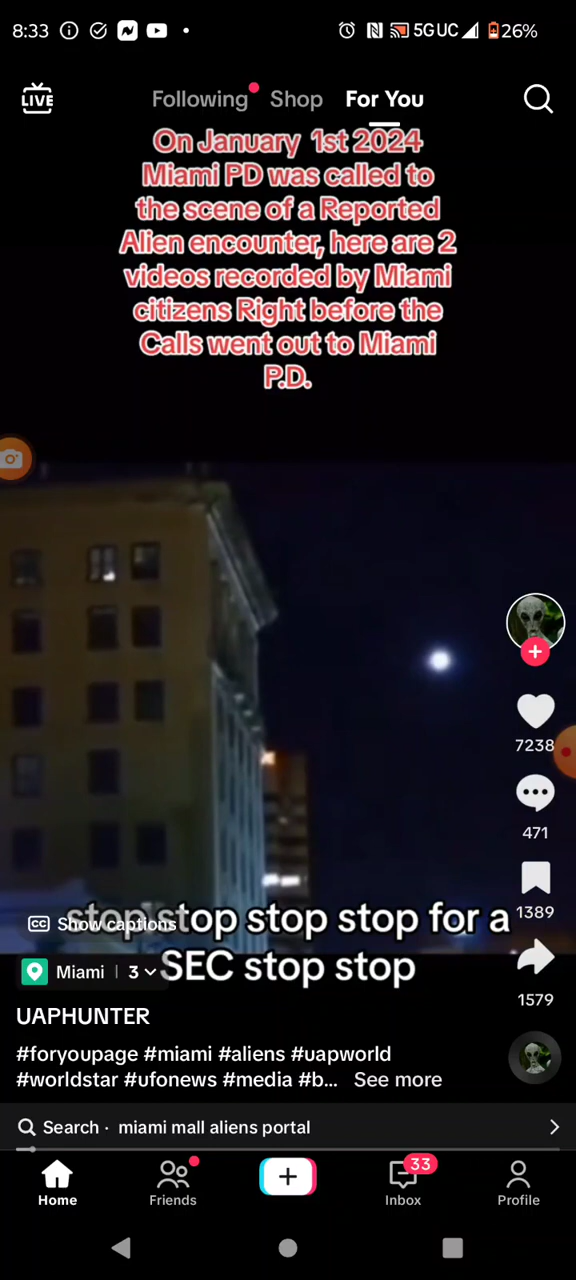 8:33
5G UC
26%
LIVE
Following
Shop
For You
On January 1st 2024
Miami PD was called to
the scene of a Reported
Alien encounter, here are 2
videos recorded by Miami
citizens Right before the
Calls went out to Miami
P.D.
7238
471
1389
1579
stop stop stop stop for a
SEC stop stop
CC Show captions
Miami | 3
UAPHUNTER
#foryoupage #miami #aliens #uapworld
#worldstar #ufonews #media #b... See more
Search · miami mall aliens portal
Home
Friends
33
Inbox
Profile